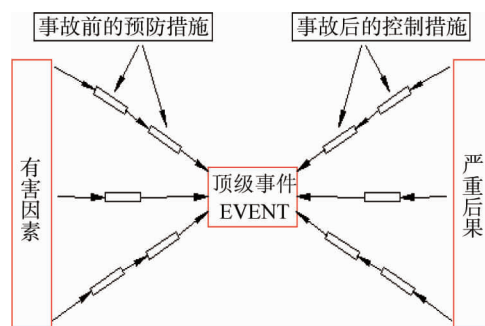 事故前的预防措施
事故后的控制措施
有害因素
顶级事件
EVENT
严重后果